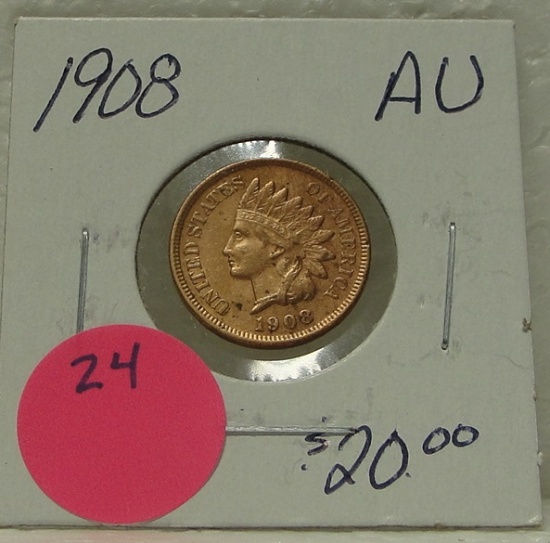 1908 AU
UNITED STATES OF AMERICA
1908
24
$20.00